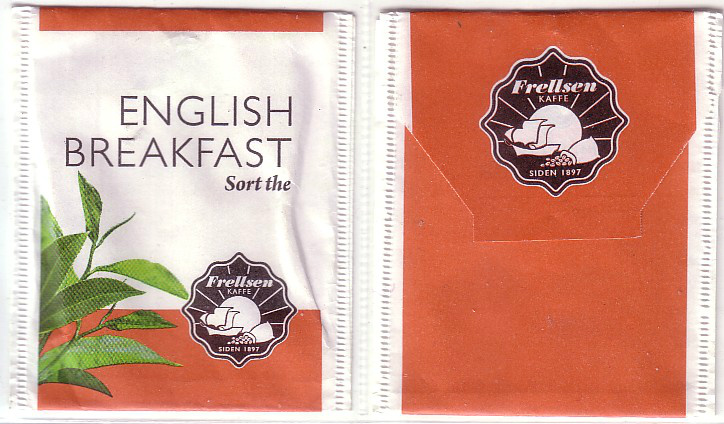 ENGLISH
BREAKFAST
Sort the
Frellsen
KAFFE
SIDEN 1897
Frellsen
KAFFE
SIDEN 1897